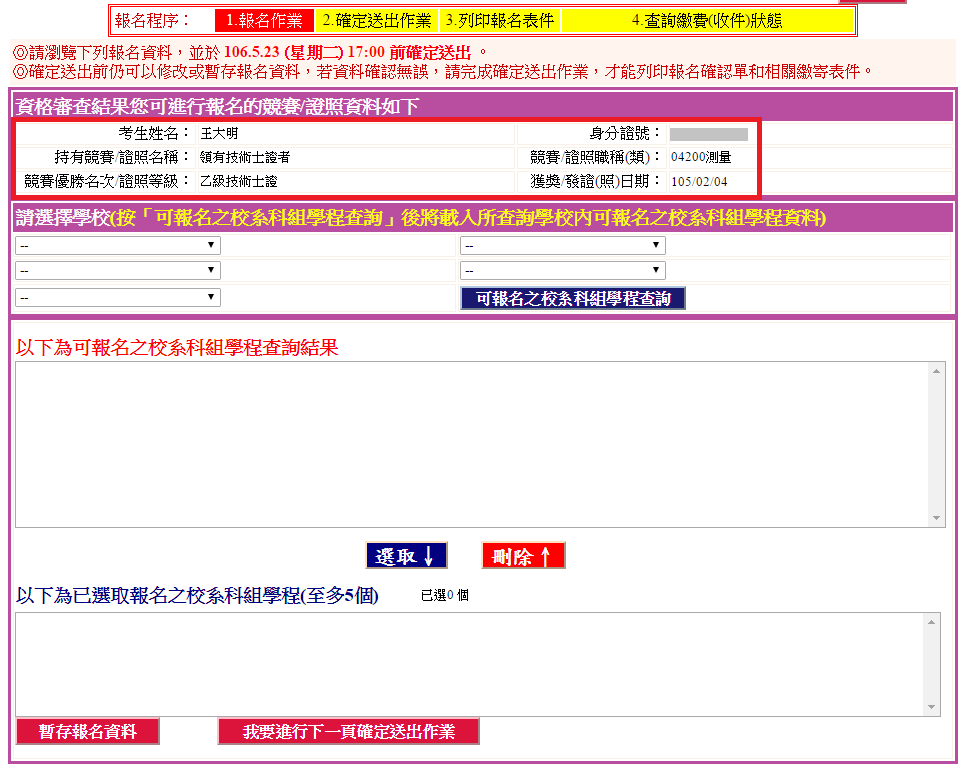 報名程序： 1.報名作業 2.確定送出作業 3.列印報名表件 4.查詢繳費(收件)狀態
◎請瀏覽下列報名資料，並於 106.5.23 (星期二) 17:00 前確定送出 。
◎確定送出前仍可以修改或暫存報名資料，若資料確認無誤，請完成確定送出作業，才能列印報名確認單和相關繳寄表件。
資格審查結果您可進行報名的競賽/證照資料如下
考生姓名： 王大明 身分證號：
持有競賽/證照名稱： 領有技術士證者 競賽/證照職稱(類)： 04200測量
競賽優勝名次/證照等級： 乙級技術士證 獲獎/發證(照)日期： 105/02/04
請選擇學校(按「可報名之校系科組學程查詢」後將載入所查詢學校內可報名之校系科組學程資料)
-- --
-- --
-- 可報名之校系科組學程查詢
以下為可報名之校系科組學程查詢結果
選取↓ 刪除↑
以下為已選取報名之校系科組學程(至多5個) 已選0 個
暫存報名資料 我要進行下一頁確定送出作業